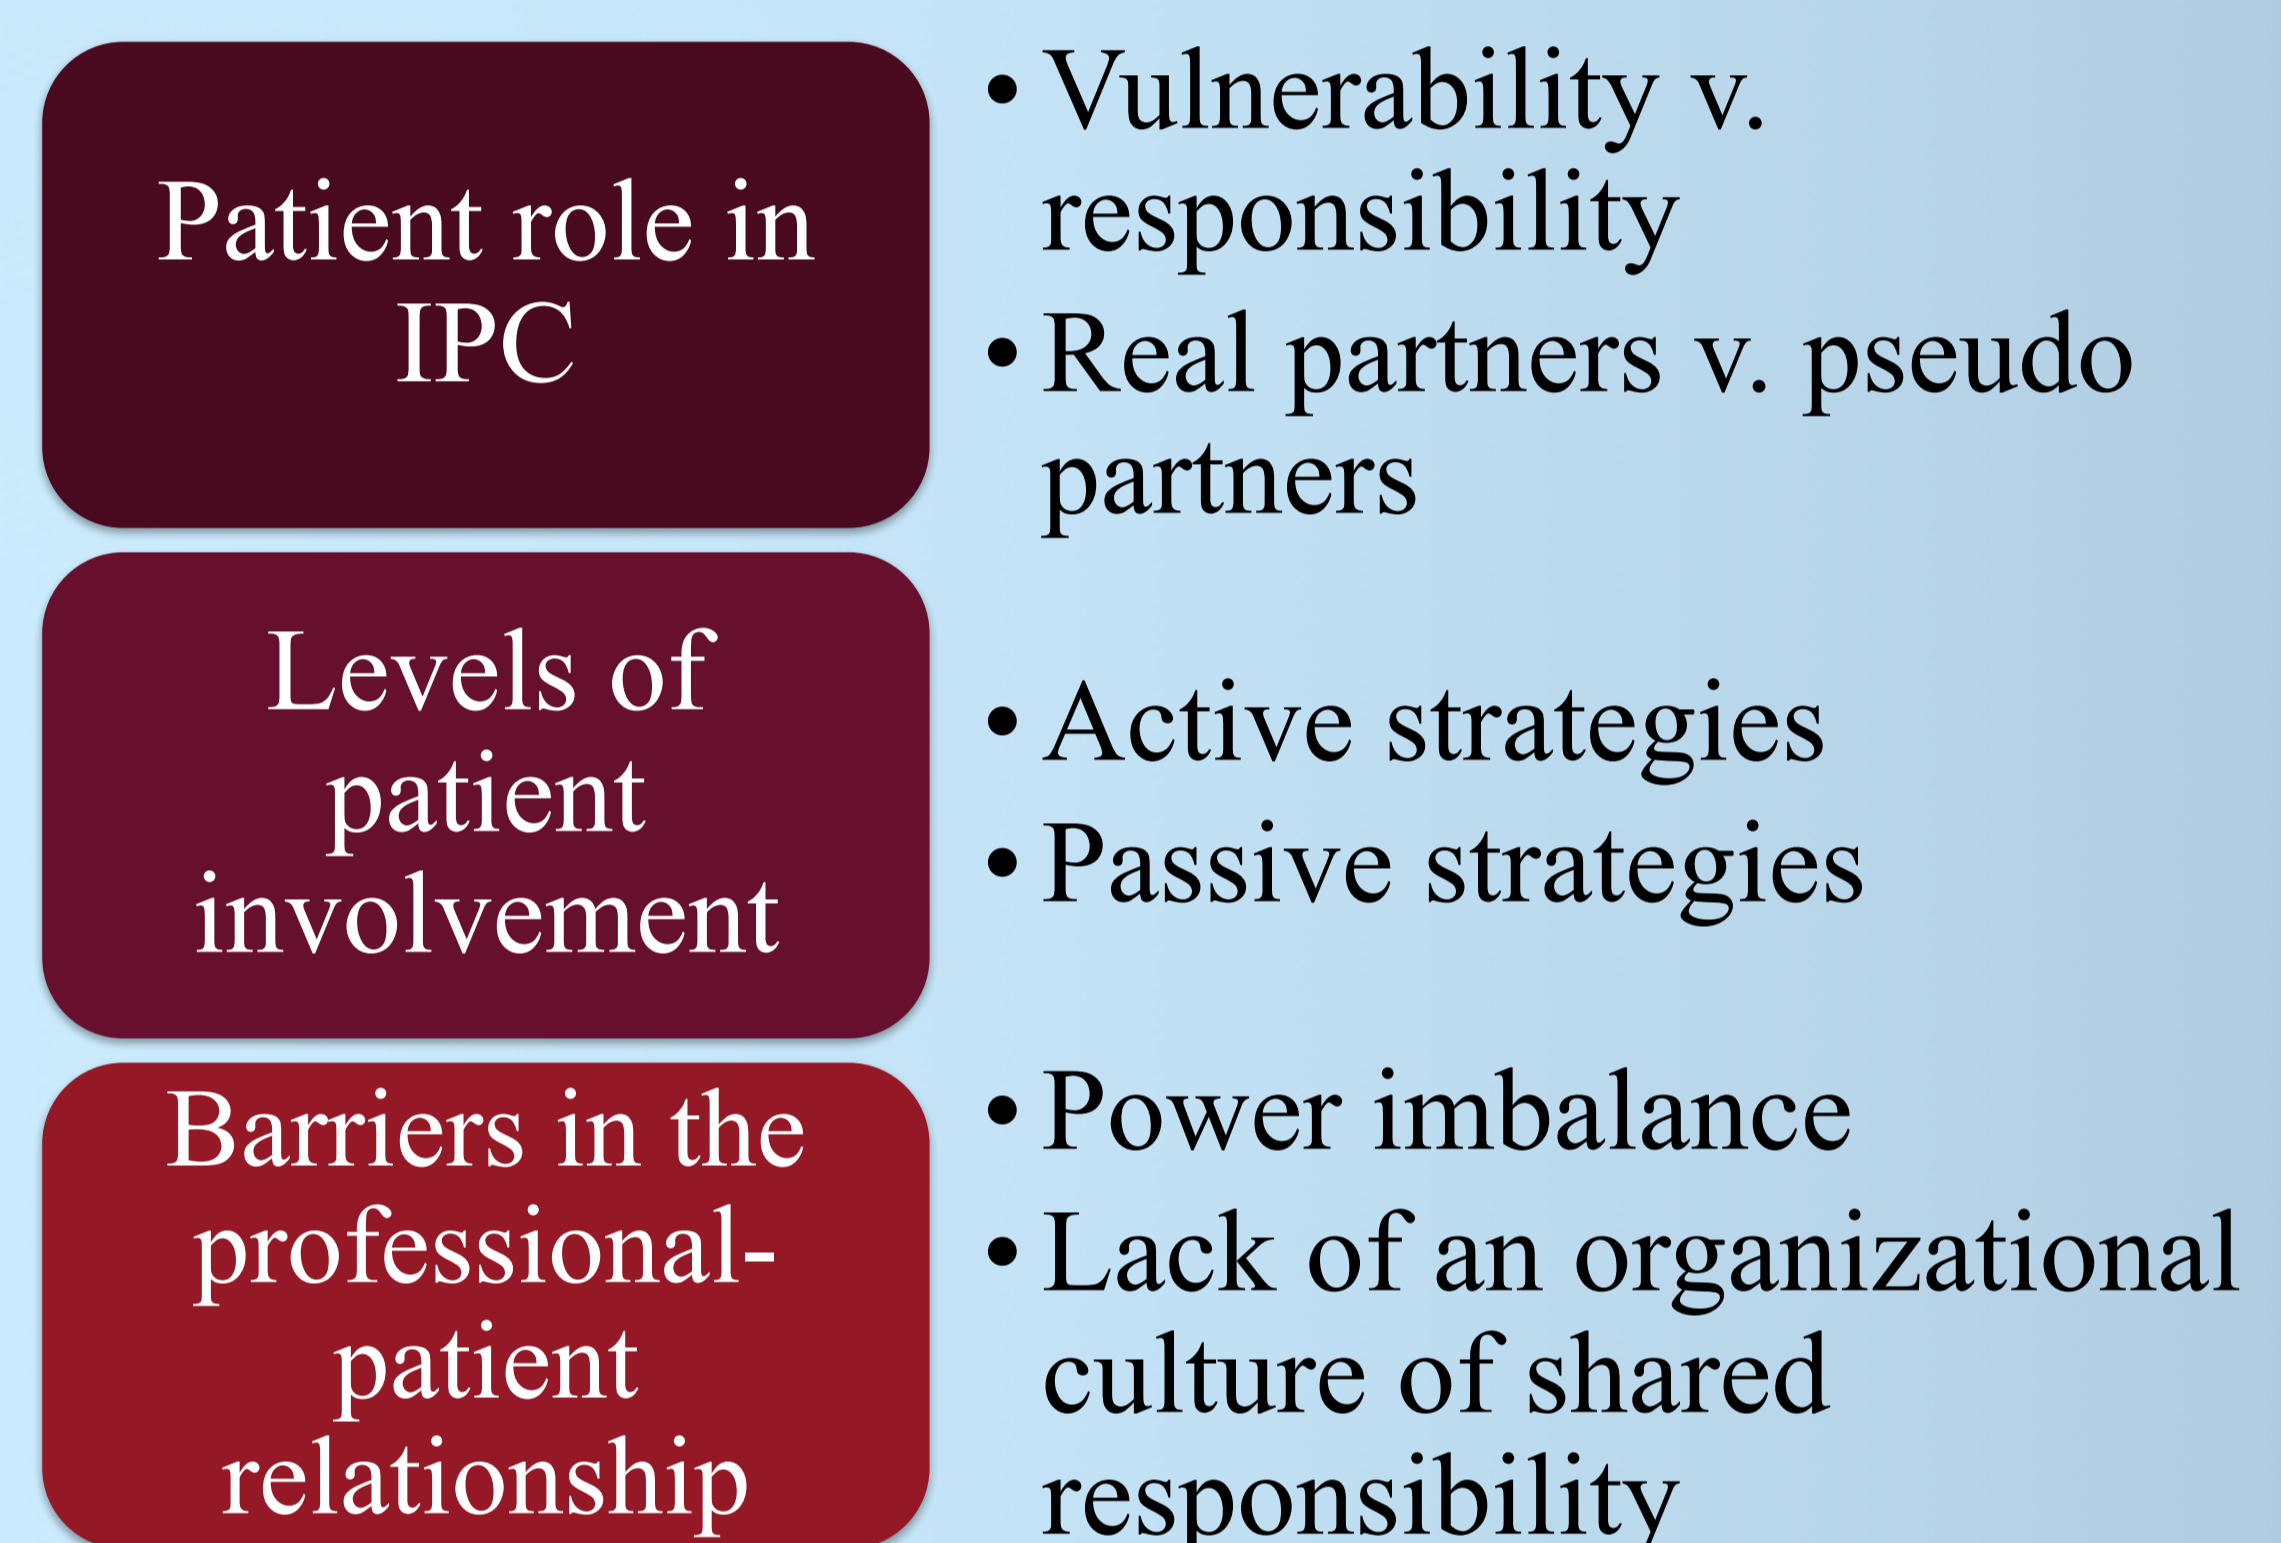 Patient role in
IPC
• Vulnerability v.
responsibility
• Real partners v. pseudo
partners
Levels of
patient
involvement
• Active strategies
• Passive strategies
Barriers in the
professional-
patient
relationship
• Power imbalance
• Lack of an organizational
culture of shared
responsibility